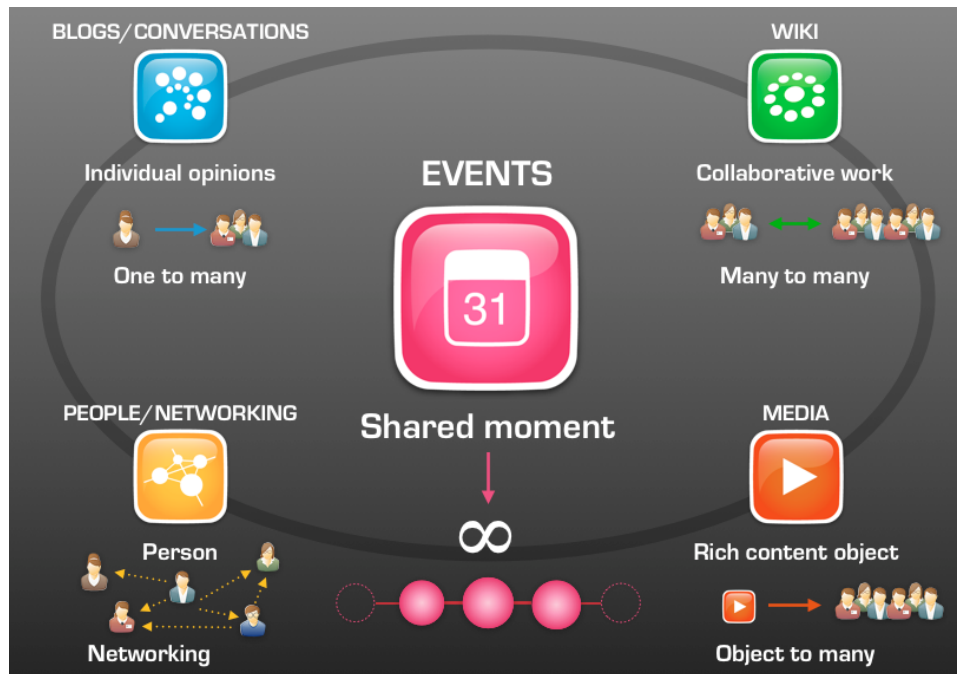 BLOGS/CONVERSATIONS
Individual opinions
One to many
WIKI
Collaborative work
Many to many
EVENTS
31
Shared moment
∞
PEOPLE/NETWORKING
Person
Networking
MEDIA
Rich content object
Object to many